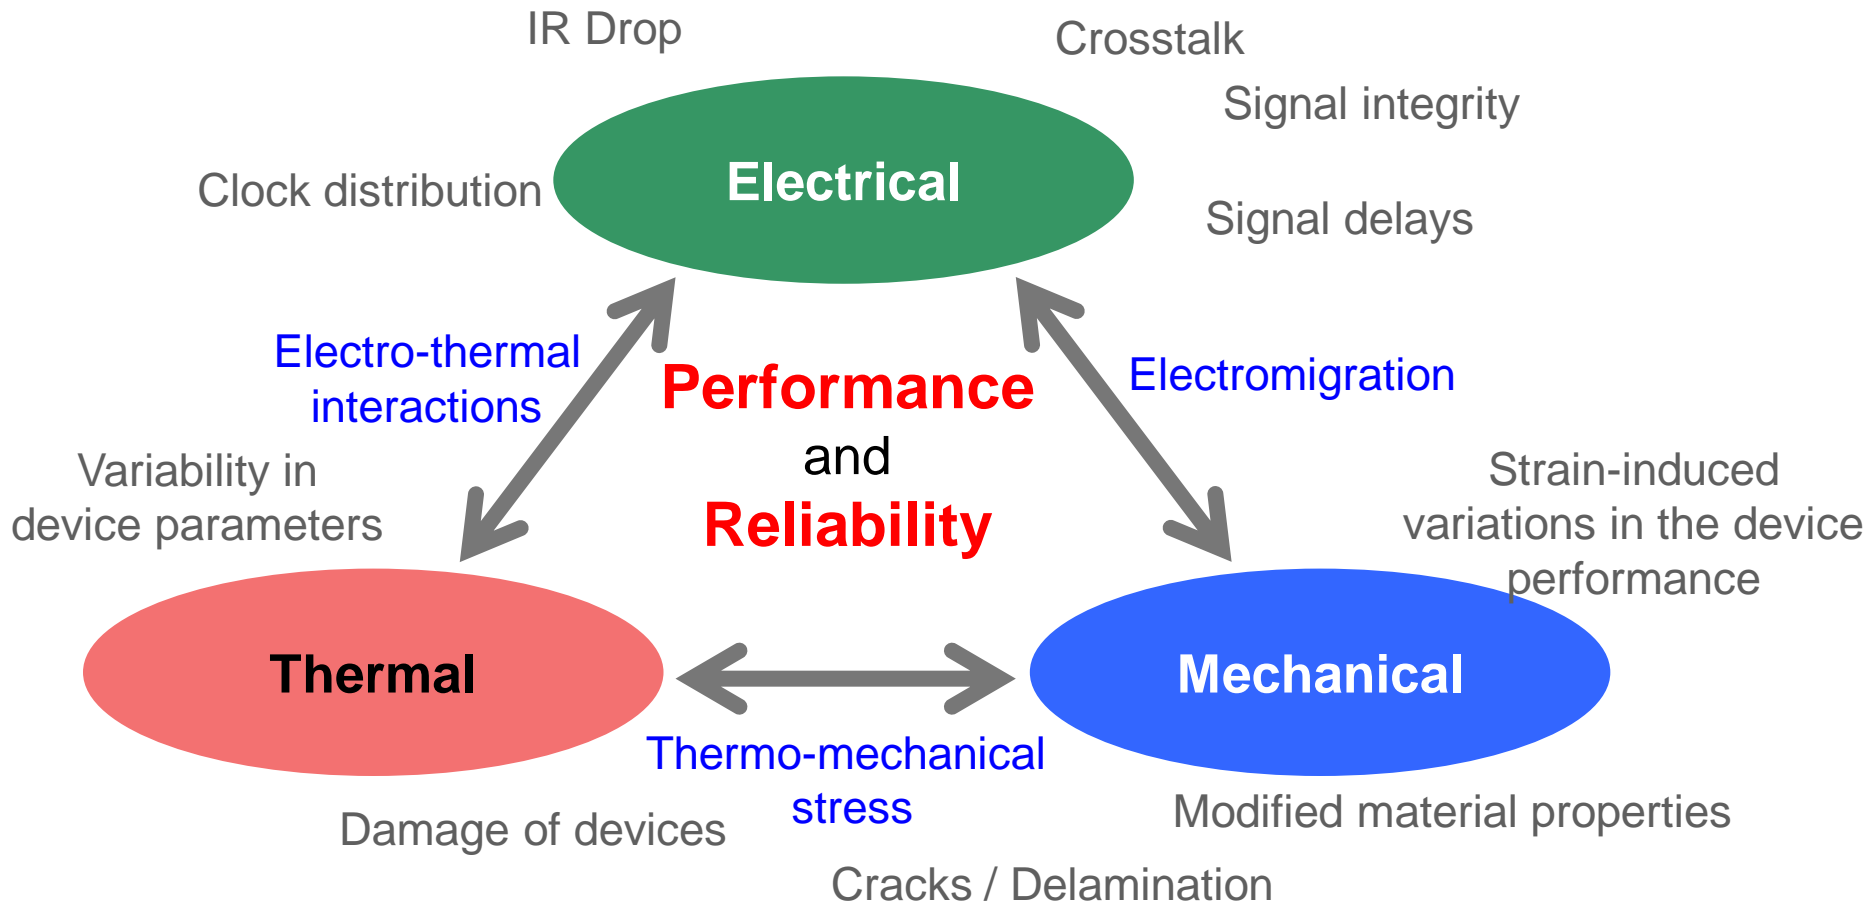 IR Drop
Crosstalk
Signal integrity
Electrical
Clock distribution
Signal delays
Electro-thermal
interactions
Performance
and
Reliability
Electromigration
Variability in
device parameters
Strain-induced
variations in the device
performance
Thermal
Mechanical
Thermo-mechanical
stress
Damage of devices
Modified material properties
Cracks / Delamination